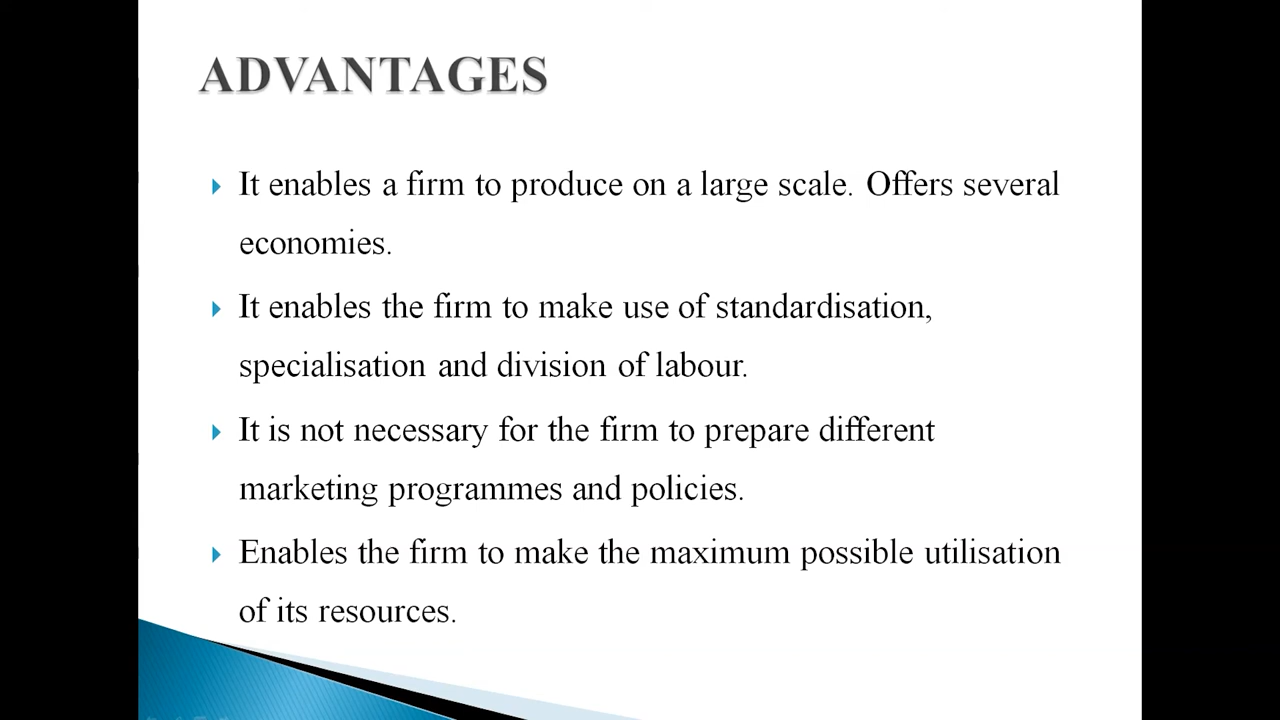 ADVANTAGES
It enables a firm to produce on a large scale. Offers several
economies.
It enables the firm to make use of standardisation,
specialisation and division of labour.
It is not necessary for the firm to prepare different
marketing programmes and policies.
Enables the firm to make the maximum possible utilisation
of its resources.